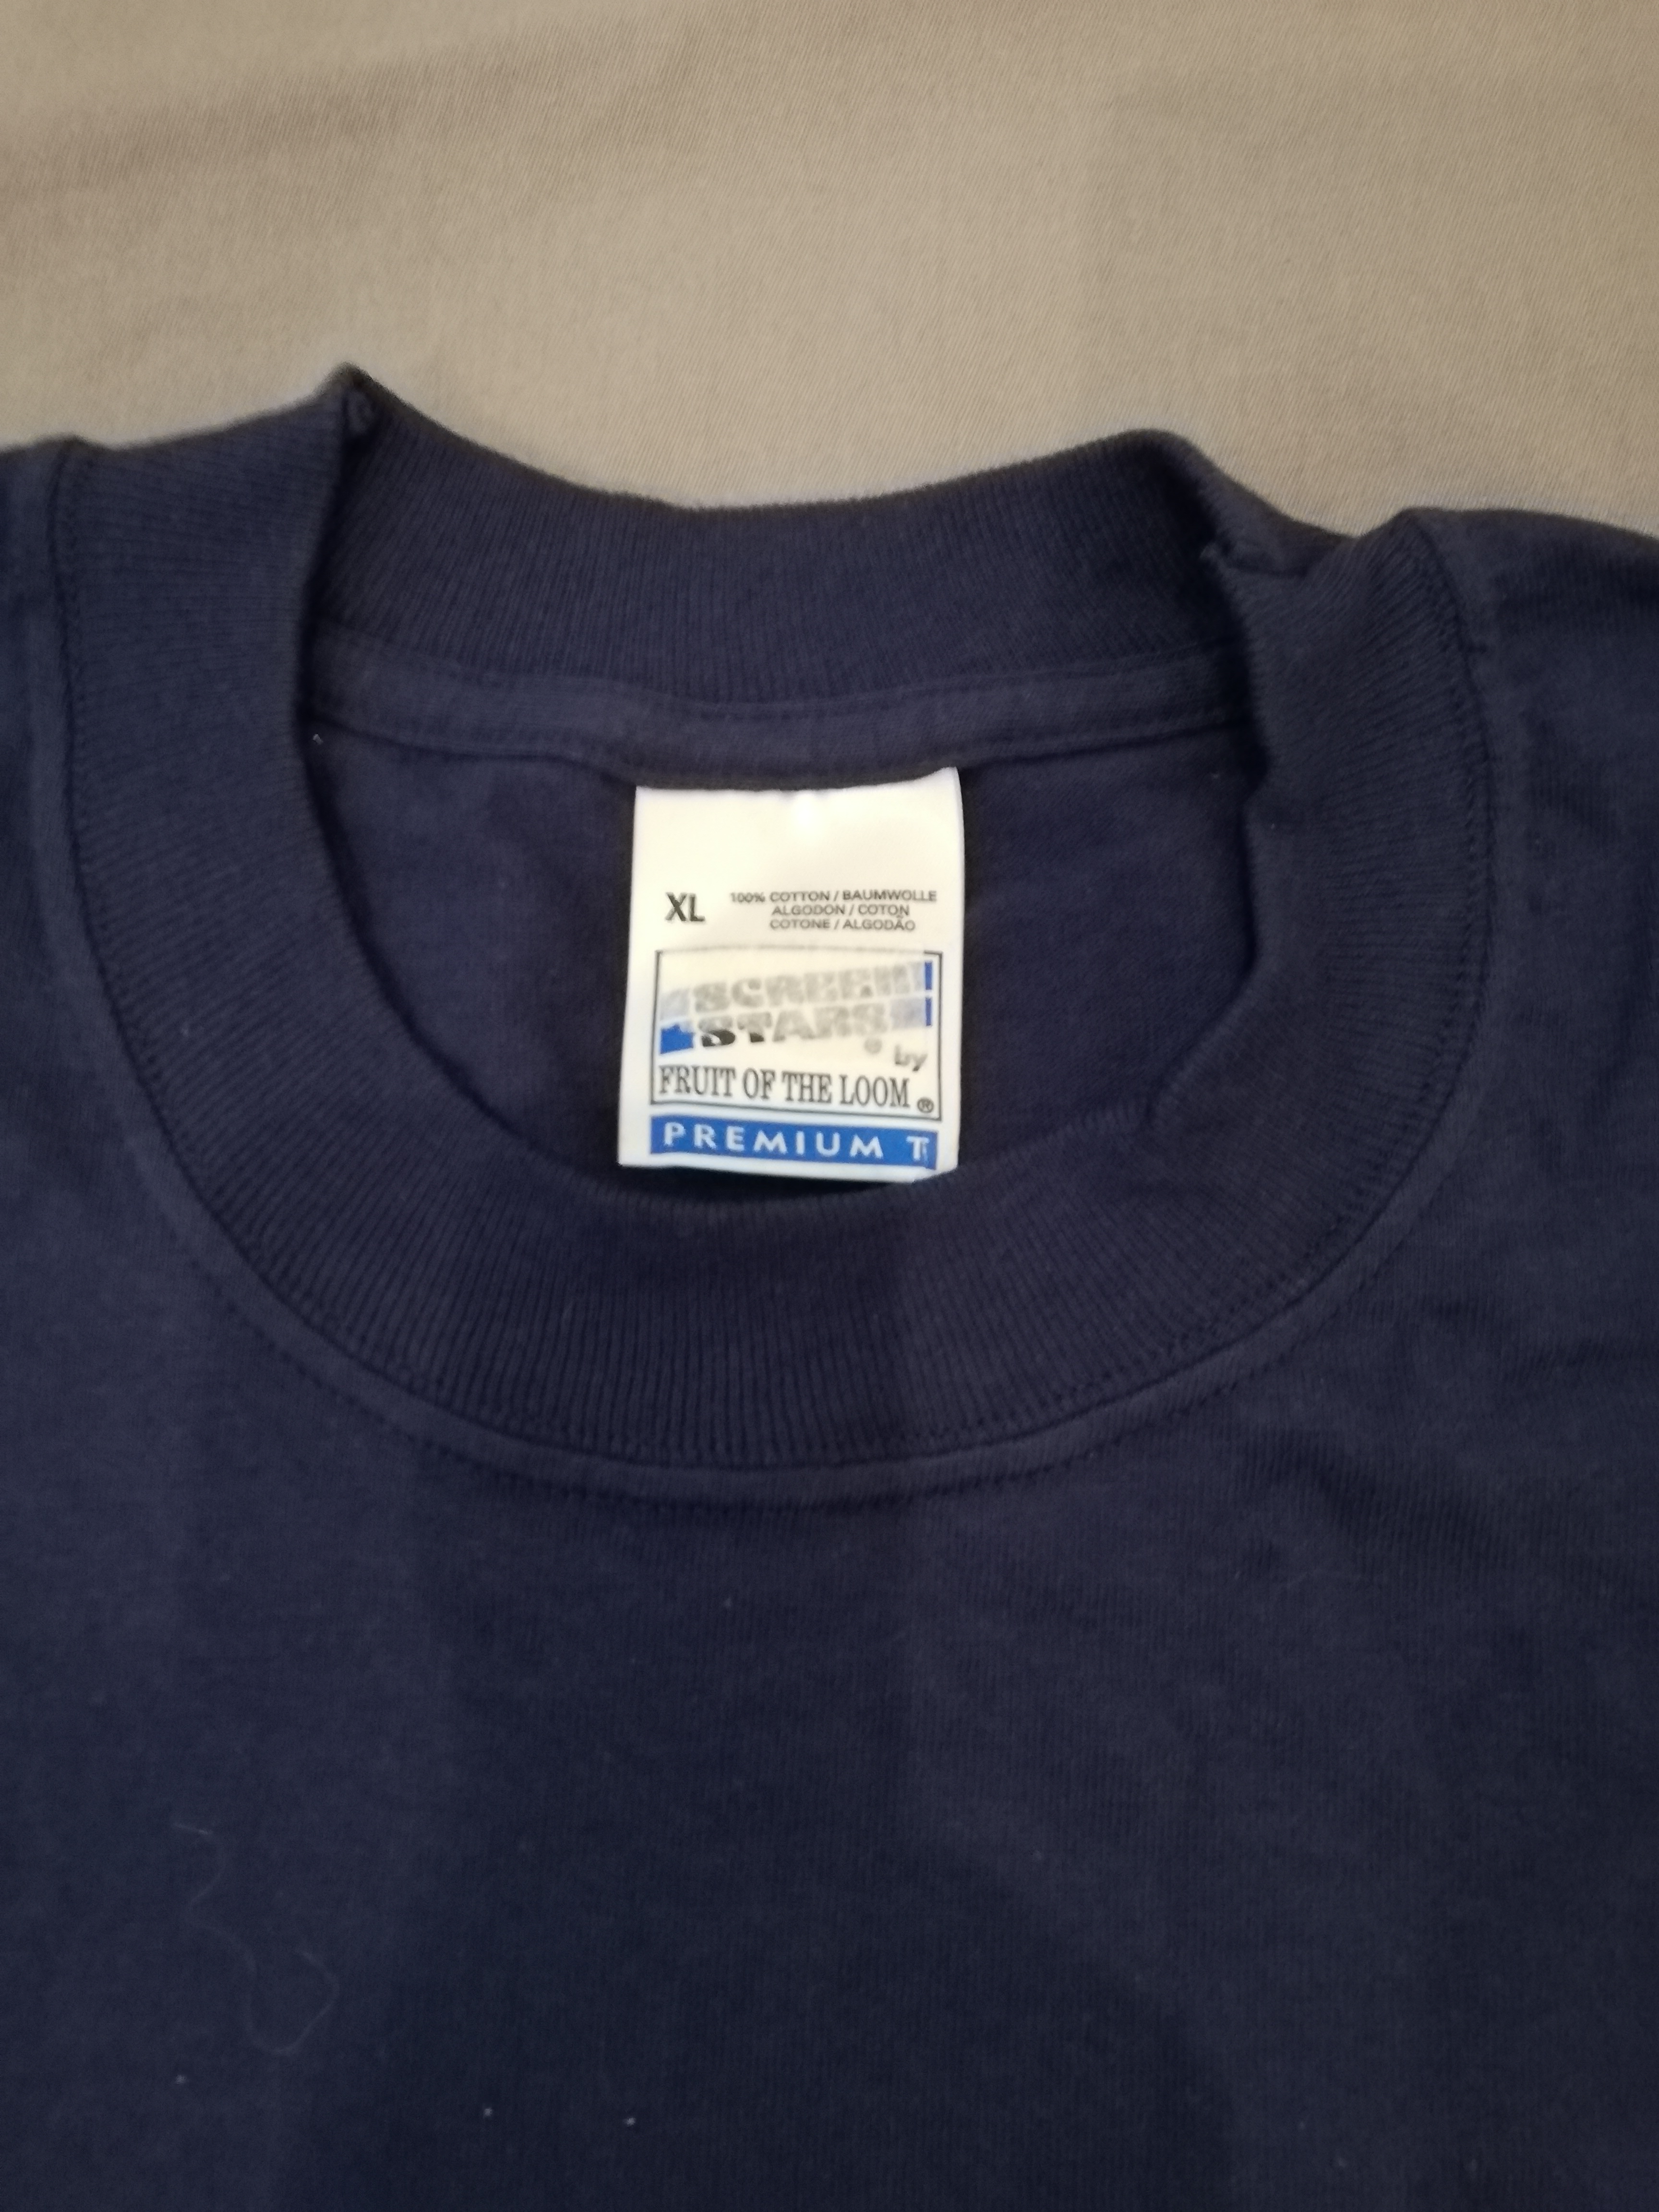 XL
100% COTTON / BAUMWOLLE
ALGODON / COTON
COTONE / ALGODÃO
SCREEN
STARS
® by
FRUIT OF THE LOOM ®
PREMIUM T